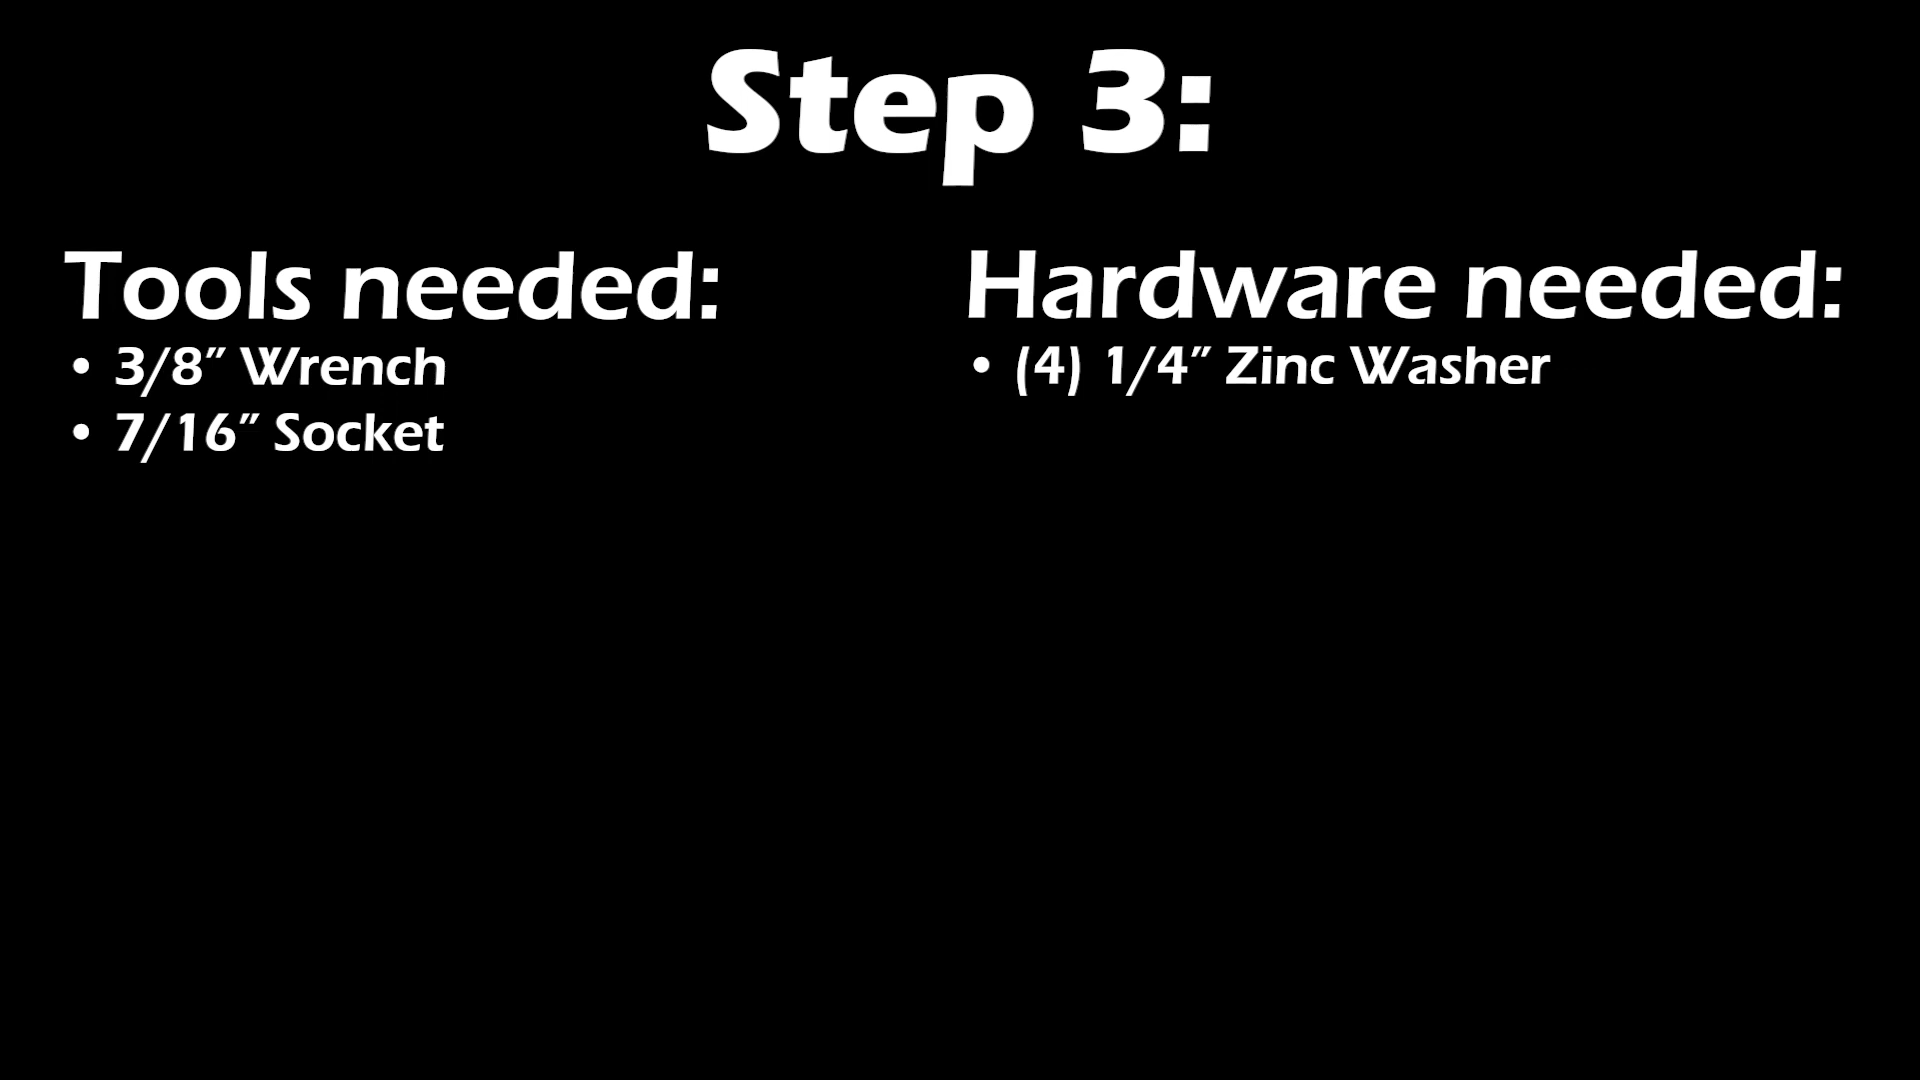 Step 3:
Tools needed:
• 3/8” Wrench
• 7/16” Socket
Hardware needed:
• (4) 1/4” Zinc Washer